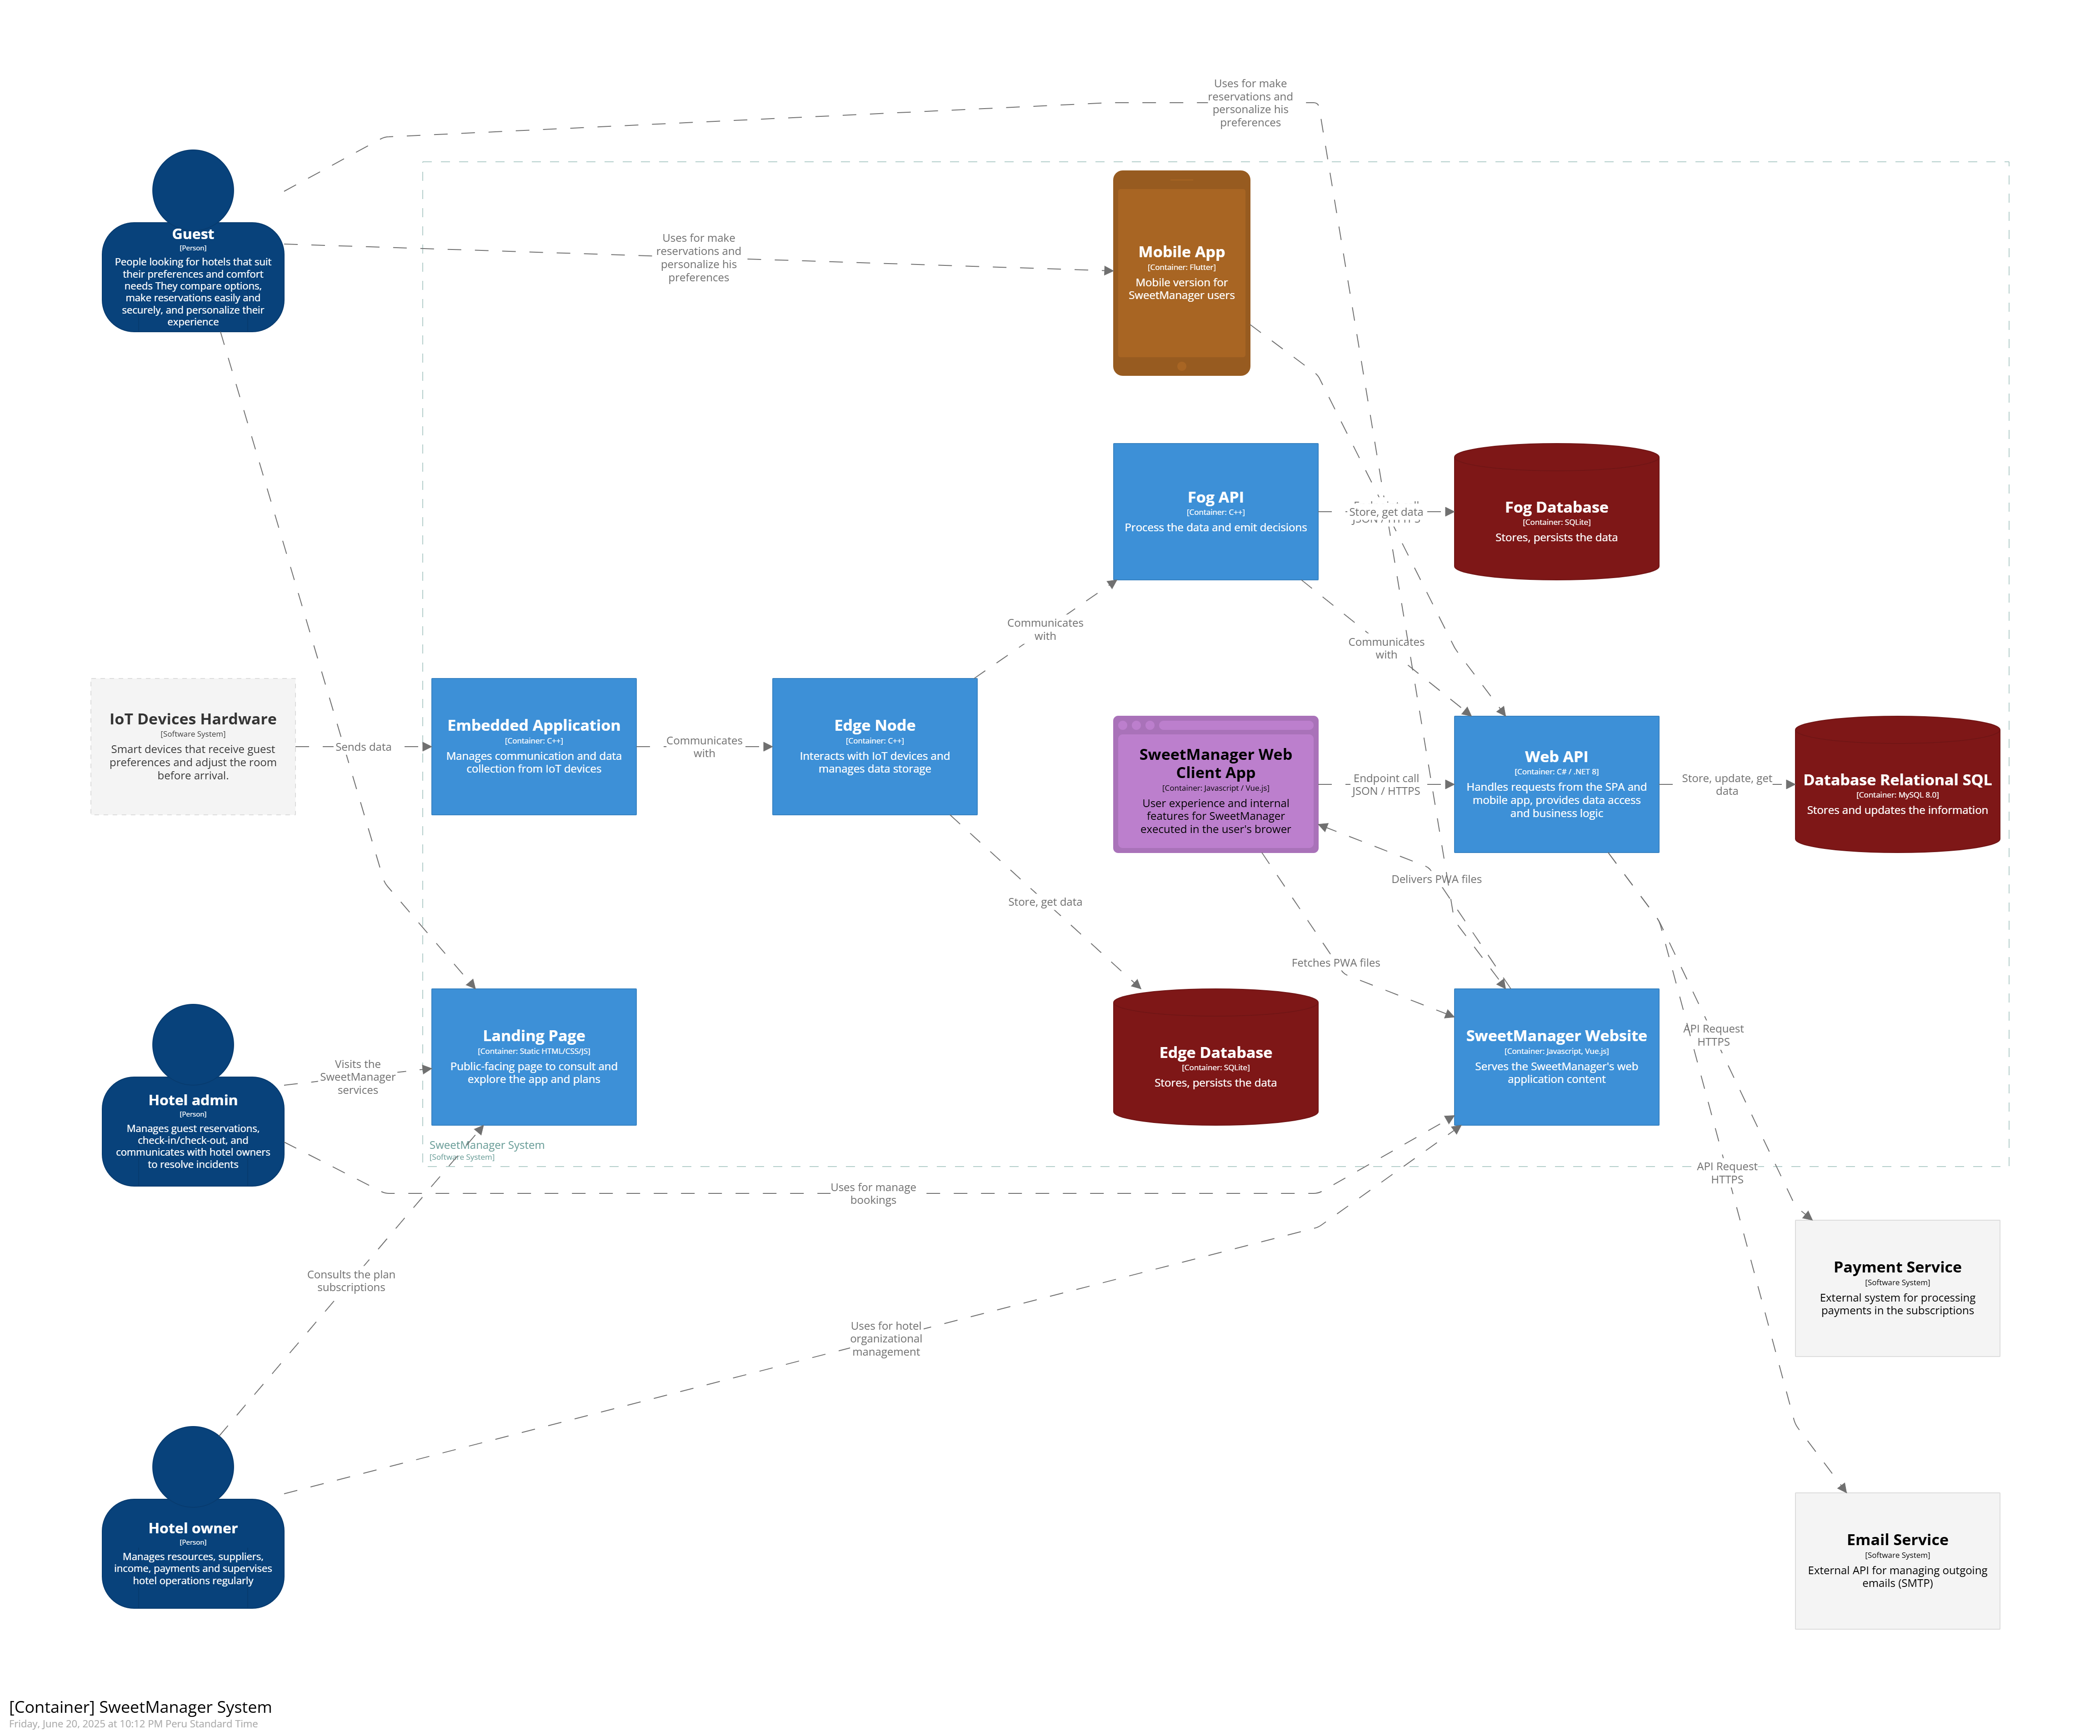 Uses for make
reservations and
personalize his
preferences
Guest
[Person]
People looking for hotels that suit
their preferences and comfort
needs They compare options,
make reservations easily and
securely, and personalize their
experience
Uses for make
reservations and
personalize his
preferences
Mobile App
[Container: Flutter]
Mobile version for
SweetManager users
Fog API
[Container: C++]
Process the data and emit decisions
Store, get data
JSON / HTTPS
Fog Database
[Container: SQLite]
Stores, persists the data
Communicates
with
Communicates
with
IoT Devices Hardware
[Software System]
Smart devices that receive guest
preferences and adjust the room
before arrival.
Sends data
Embedded Application
[Container: C++]
Manages communication and data
collection from IoT devices
Communicates
with
Edge Node
[Container: C++]
Interacts with IoT devices and
manages data storage
SweetManager Web
Client App
[Container: Javascript / Vue.js]
User experience and internal
features for SweetManager
executed in the user's brower
Endpoint call
JSON / HTTPS
Web API
[Container: C# / .NET 8]
Handles requests from the SPA and
mobile app, provides data access
and business logic
Store, update, get
data
Database Relational SQL
[Container: MySQL 8.0]
Stores and updates the information
Delivers PWA files
Store, get data
Fetches PWA files
Landing Page
[Container: Static HTML/CSS/JS]
Public-facing page to consult and
explore the app and plans
Edge Database
[Container: SQLite]
Stores, persists the data
SweetManager Website
[Container: Javascript, Vue.js]
Serves the SweetManager's web
application content
API Request
HTTPS
Visits the
SweetManager
services
Hotel admin
[Person]
Manages guest reservations,
check-in/check-out, and
communicates with hotel owners
to resolve incidents
SweetManager System
[Software System]
API Request
HTTPS
Uses for manage
bookings
Consults the plan
subscriptions
Payment Service
[Software System]
External system for processing
payments in the subscriptions
Uses for hotel
organizational
management
Hotel owner
[Person]
Manages resources, suppliers,
income, payments and supervises
hotel operations regularly
Email Service
[Software System]
External API for managing outgoing
emails (SMTP)
[Container] SweetManager System
Friday, June 20, 2025 at 10:12 PM Peru Standard Time